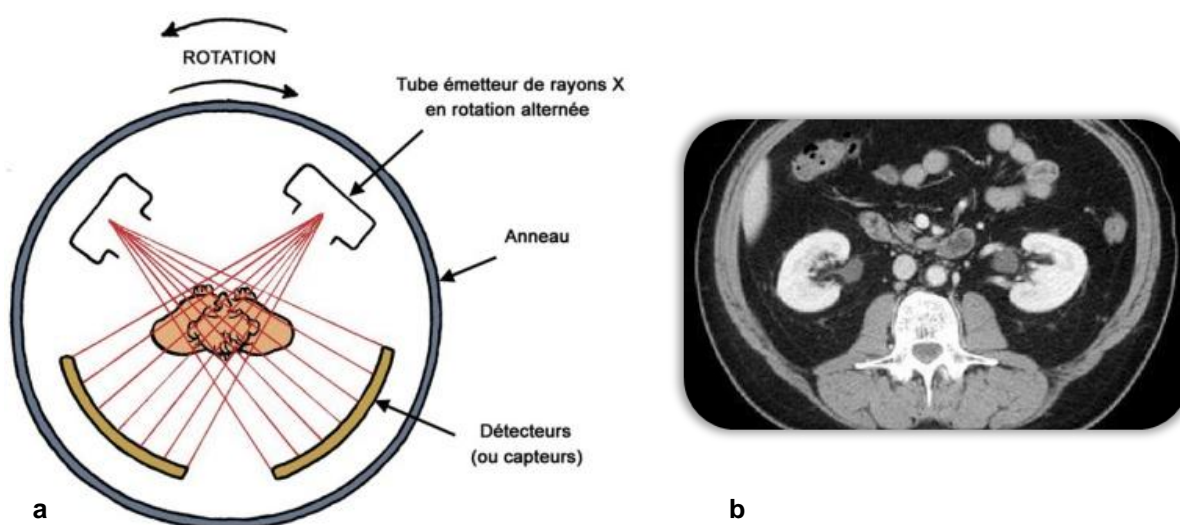 ROTATION
Tube émetteur de rayons X
en rotation alternée
Anneau
Détecteurs
(ou capteurs)
a
b